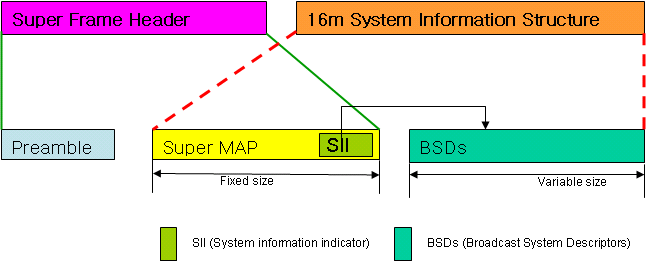 Super Frame Header
16m System Information Structure
Preamble
Super MAP
SII
BSDs
Fixed size
Variable size
SII (System information indicator)
BSDs (Broadcast System Descriptors)